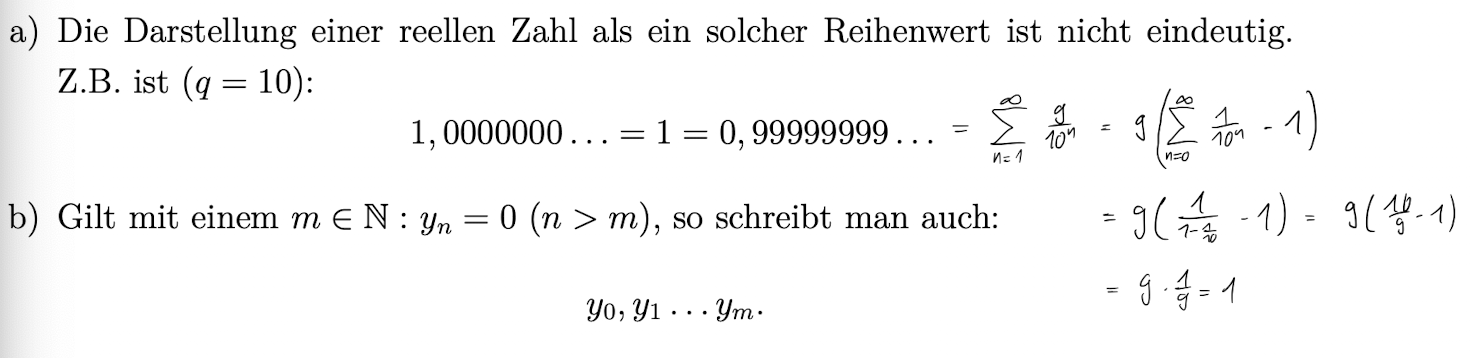 a) Die Darstellung einer reellen Zahl als ein solcher Reihenwert ist nicht eindeutig.
Z.B. ist (q = 10):
1,0000000 . . . = 1 = 0,99999999 . . . = ∑_{n=1}^{∞} 9/10^n = 9(∑_{n=0}^{∞} 1/10^n - 1)
b) Gilt mit einem m ∈ ℕ : y_n = 0 (n > m), so schreibt man auch:
= 9(1/(1-1/10) - 1) = 9(10/9 - 1)
= 9 · 1/9 = 1
y_0, y_1 · · · y_m.